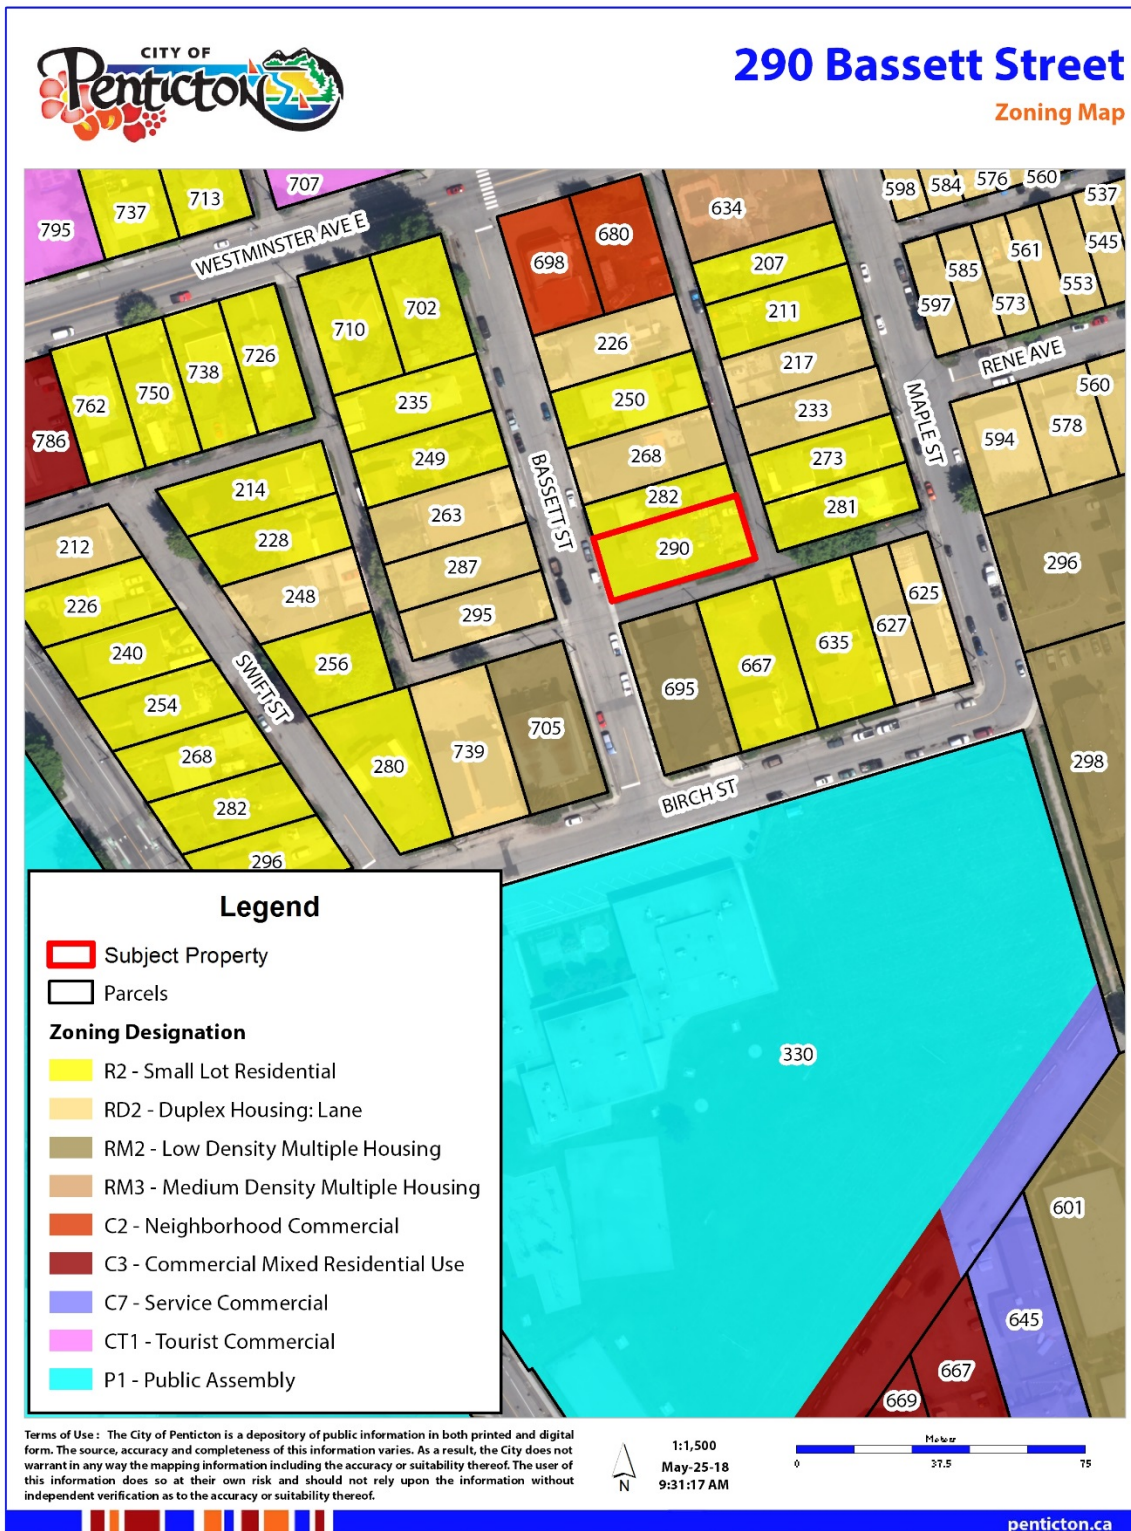 CITY OF
Penticton
290 Bassett Street
Zoning Map
795
737
713
707
WESTMINSTER AVE E
698
680
634
598
584
576
560
537
597
585
573
561
553
545
207
211
217
233
273
281
RENE AVE
MAPLE ST
594
578
560
296
298
710
702
235
249
263
287
295
BASSETT ST
226
250
268
282
290
786
762
750
738
726
214
228
248
256
280
739
705
212
226
240
254
268
282
296
SWIFT ST
695
667
635
627
625
BIRCH ST
330
601
645
667
669
Legend
Subject Property
Parcels
Zoning Designation
R2 - Small Lot Residential
RD2 - Duplex Housing: Lane
RM2 - Low Density Multiple Housing
RM3 - Medium Density Multiple Housing
C2 - Neighborhood Commercial
C3 - Commercial Mixed Residential Use
C7 - Service Commercial
CT1 - Tourist Commercial
P1 - Public Assembly
Terms of Use : The City of Penticton is a depository of public information in both printed and digital
form. The source, accuracy and completeness of this information varies. As a result, the City does not
warrant in any way the mapping information including the accuracy or suitability thereof. The user of
this information does so at their own risk and should not rely upon the information without
independent verification as to the accuracy or suitability thereof.
N
1:1,500
May-25-18
9:31:17 AM
Meters
0 37.5 75
penticton.ca